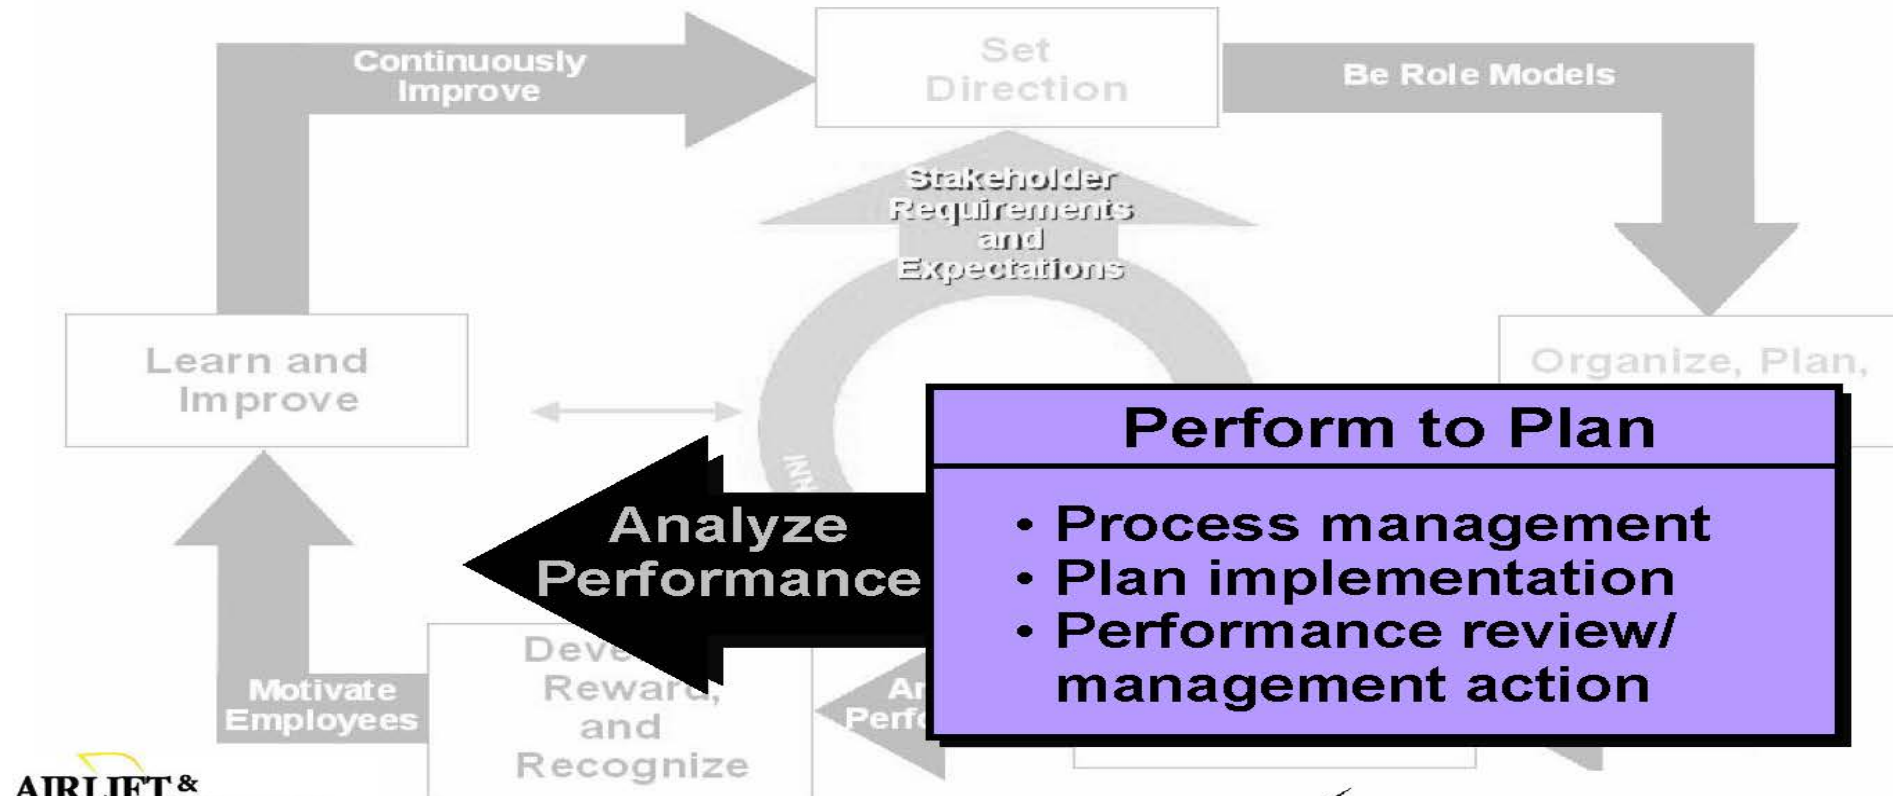 Continuously
Improve
Set
Direction
Be Role Models
Stakeholder
Requirements
and
Expectations
Learn and
Improve
Organize, Plan,
Perform to Plan
• Process management
• Plan implementation
• Performance review/
management action
Analyze
Performance
Motivate
Employees
Reward,
and
Recognize
AIRLIFT &